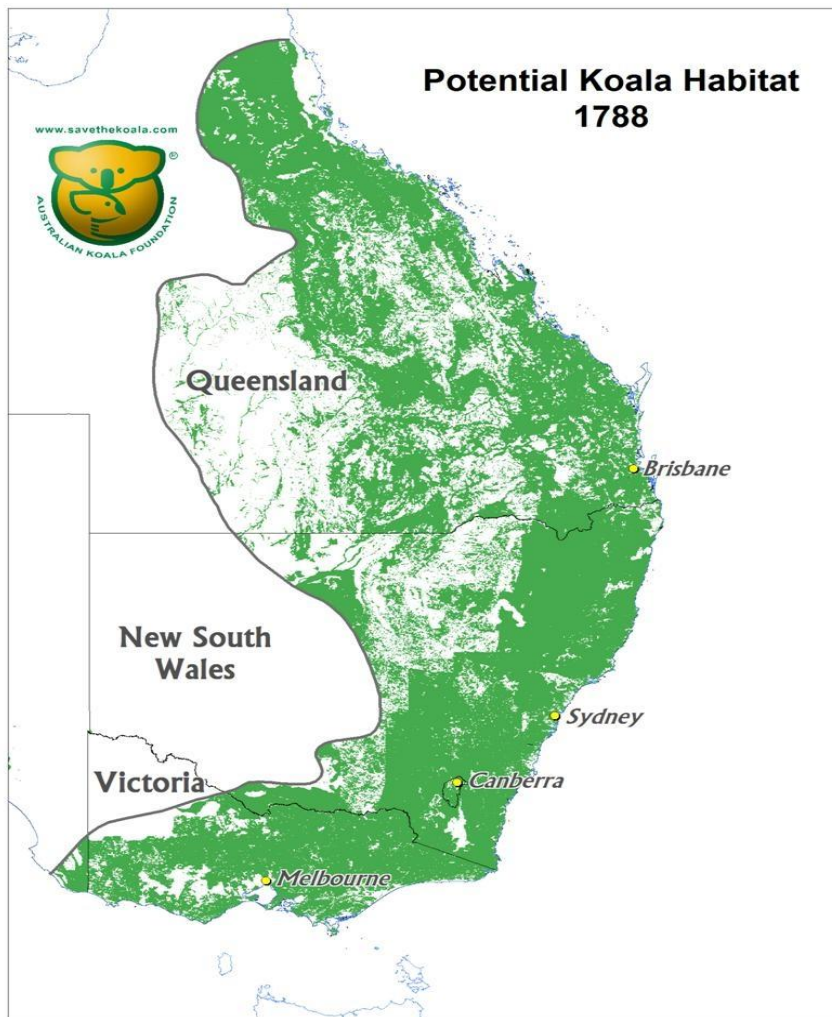 Potential Koala Habitat
1788
www.savethekoala.com
®
AUSTRALIAN KOALA FOUNDATION
Queensland
Brisbane
New South
Wales
Sydney
Victoria
Canberra
Melbourne